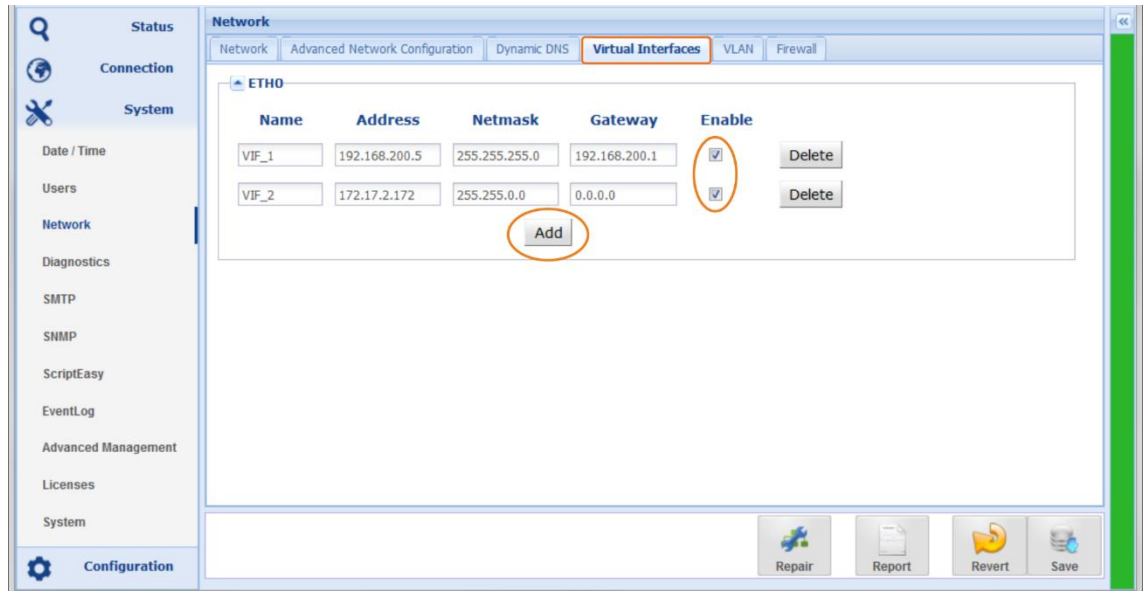 Status
Connection
System
Date / Time
Users
Network
Diagnostics
SMTP
SNMP
ScriptEasy
EventLog
Advanced Management
Licenses
System
Configuration
Network
Network Advanced Network Configuration Dynamic DNS Virtual Interfaces VLAN Firewall
ETH0
Name Address Netmask Gateway Enable
VIF_1 192.168.200.5 255.255.255.0 192.168.200.1 Delete
VIF_2 172.17.2.172 255.255.0.0 0.0.0.0 Delete
Add
Repair Report Revert Save